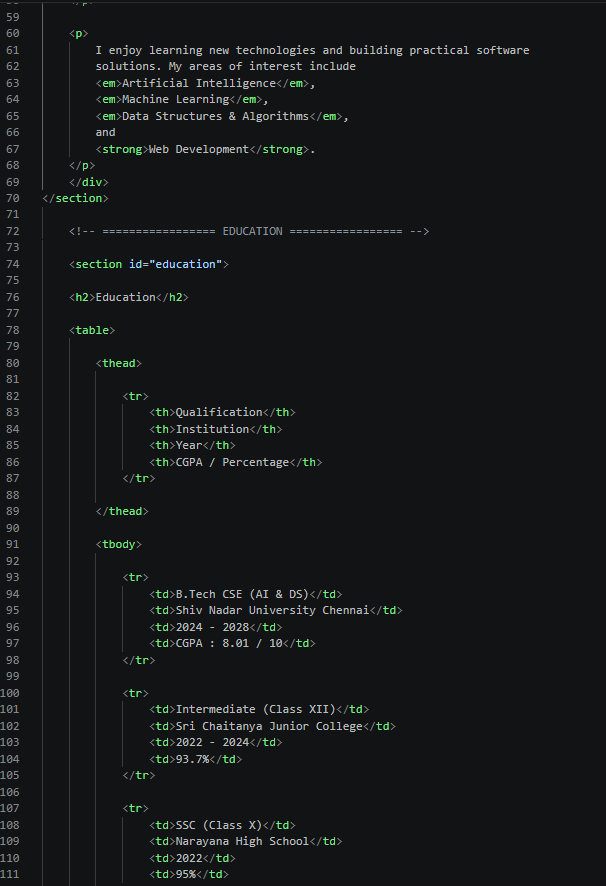 59
60 <p>
61 I enjoy learning new technologies and building practical software
62 solutions. My areas of interest include
63 <em>Artificial Intelligence</em>,
64 <em>Machine Learning</em>,
65 <em>Data Structures & Algorithms</em>,
66 and
67 <strong>Web Development</strong>.
68 </p>
69 </div>
70 </section>
71
72 <!-- ================= EDUCATION ================= -->
73
74 <section id="education">
75
76 <h2>Education</h2>
77
78 <table>
79
80 <thead>
81
82 <tr>
83 <th>Qualification</th>
84 <th>Institution</th>
85 <th>Year</th>
86 <th>CGPA / Percentage</th>
87 </tr>
88
89 </thead>
90
91 <tbody>
92
93 <tr>
94 <td>B.Tech CSE (AI & DS)</td>
95 <td>Shiv Nadar University Chennai</td>
96 <td>2024 - 2028</td>
97 <td>CGPA : 8.01 / 10</td>
98 </tr>
99
100 <tr>
101 <td>Intermediate (Class XII)</td>
102 <td>Sri Chaitanya Junior College</td>
103 <td>2022 - 2024</td>
104 <td>93.7%</td>
105 </tr>
106
107 <tr>
108 <td>SSC (Class X)</td>
109 <td>Narayana High School</td>
110 <td>2022</td>
111 <td>95%</td>